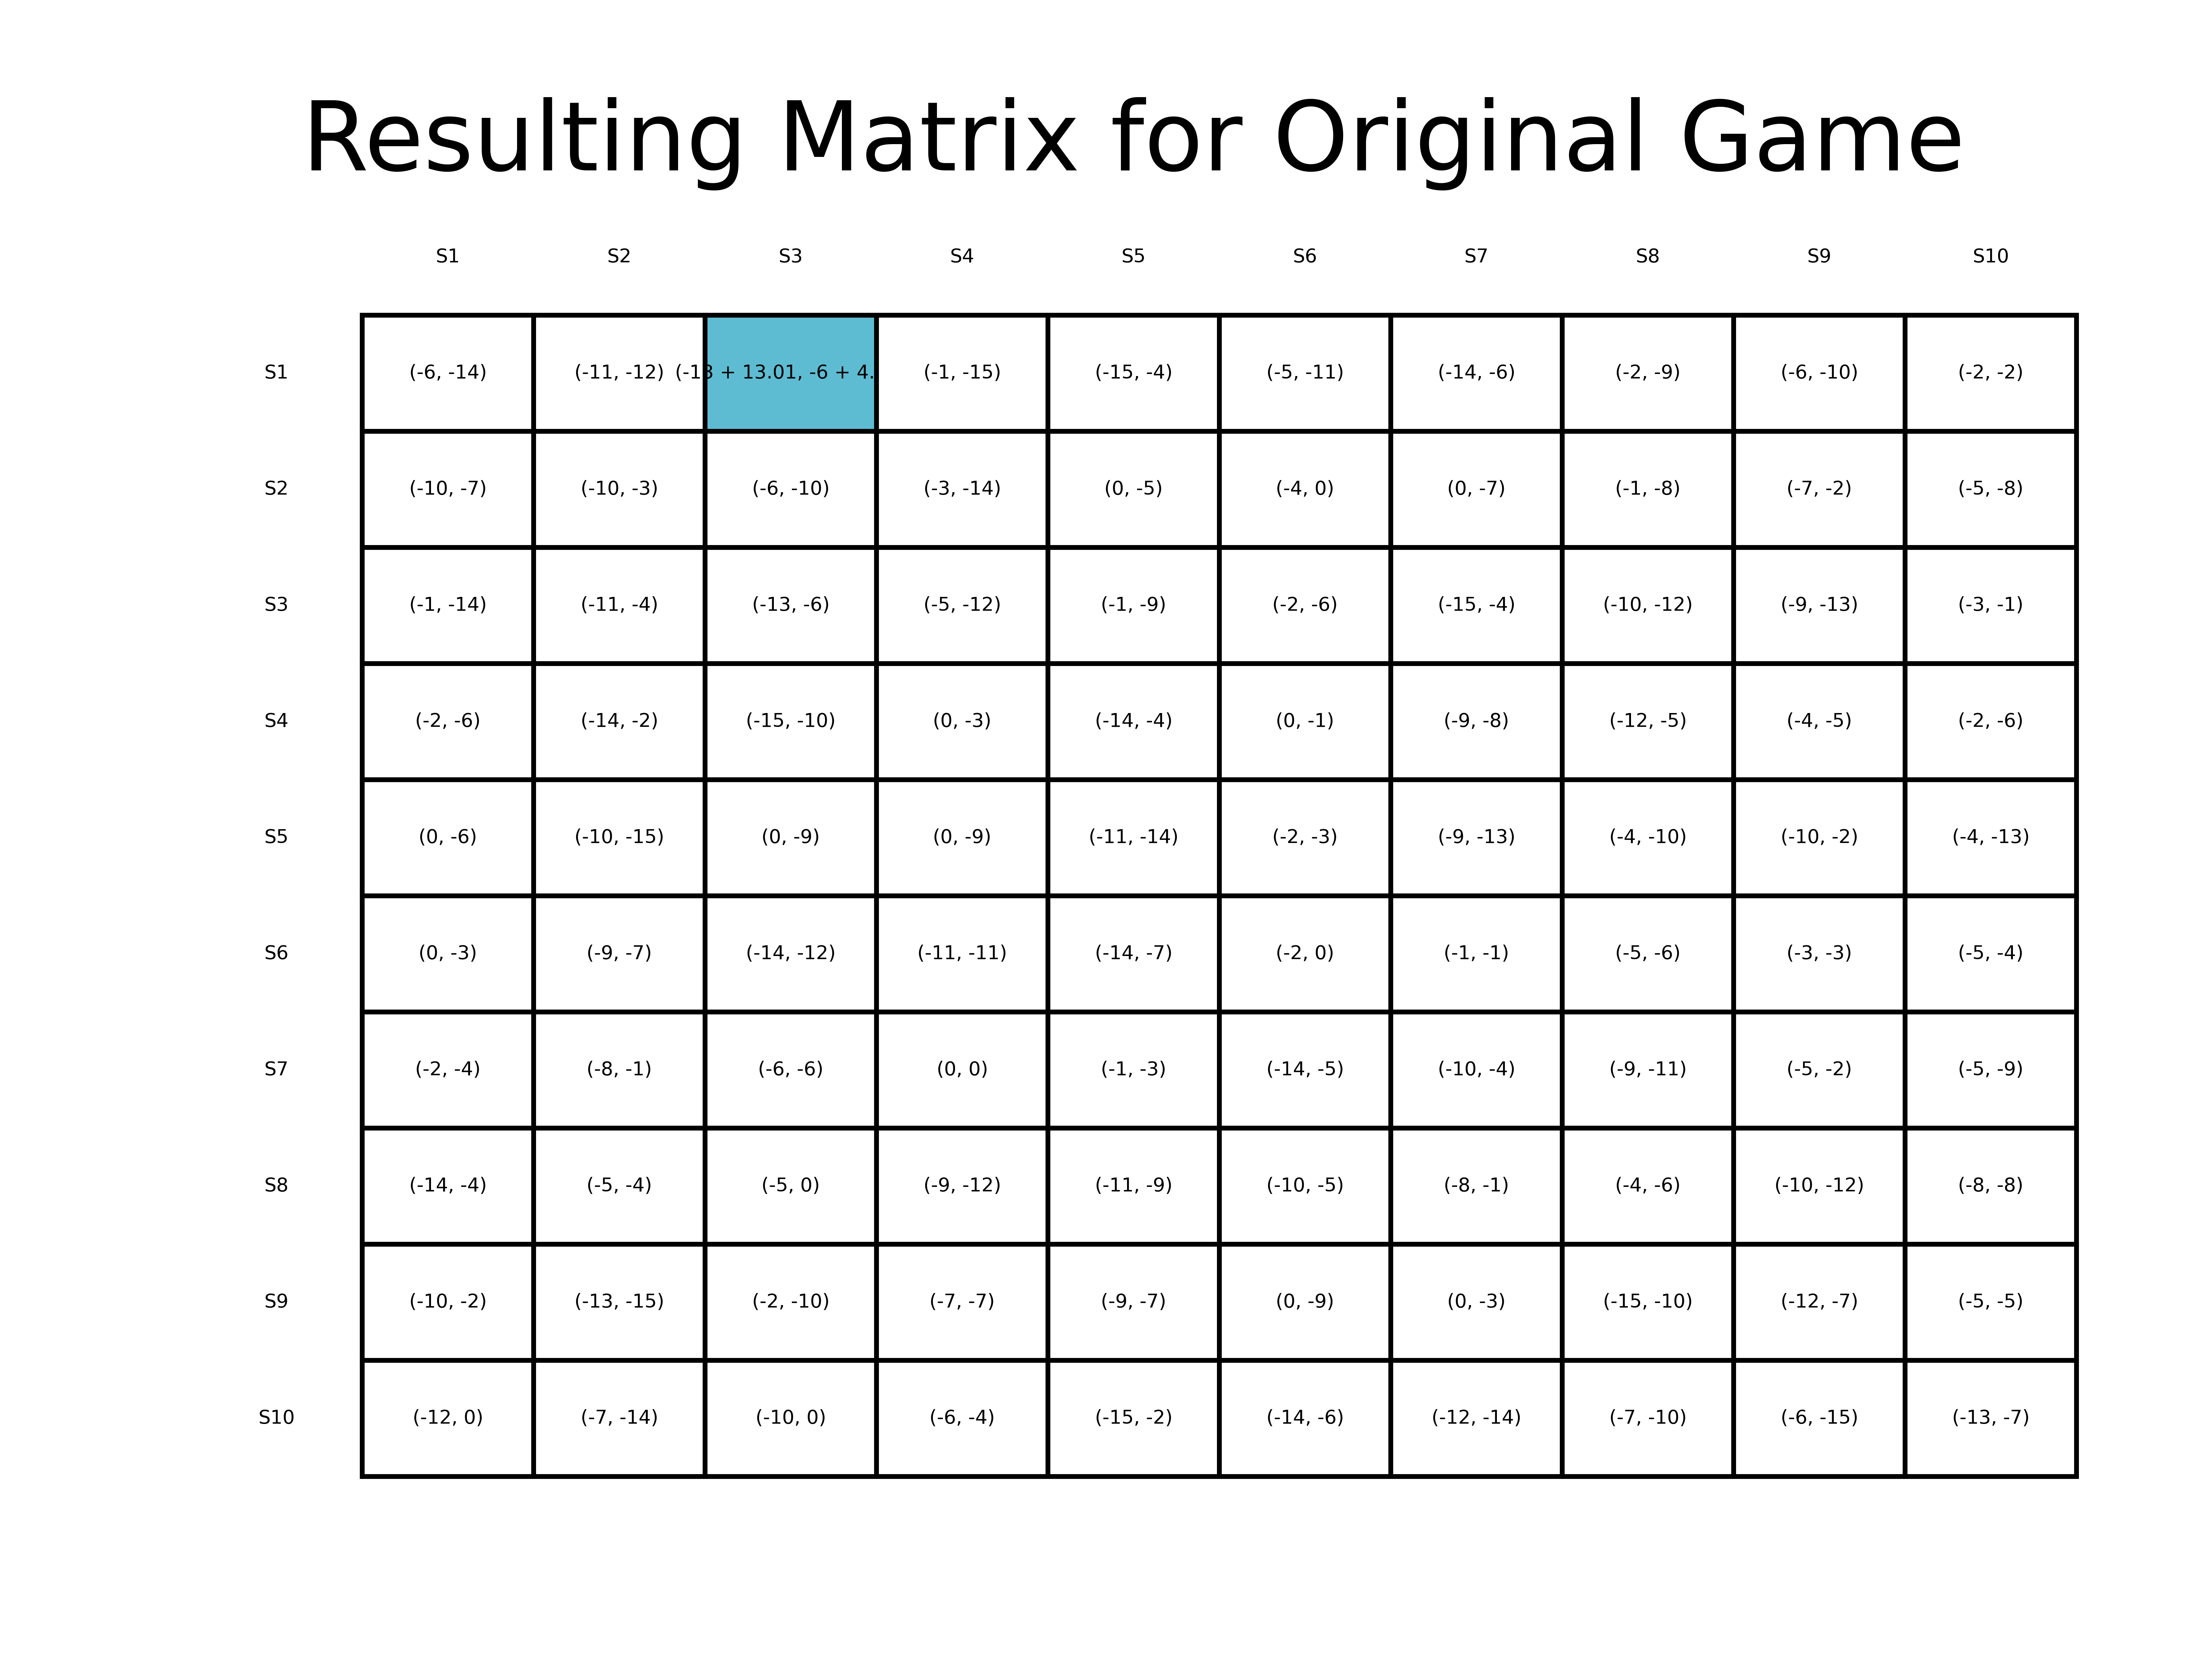 Resulting Matrix for Original Game
S1 S2 S3 S4 S5 S6 S7 S8 S9 S10
S1 (-6, -14) (-11, -12) (-13 + 13.01, -6 + 4. (-1, -15) (-15, -4) (-5, -11) (-14, -6) (-2, -9) (-6, -10) (-2, -2)
S2 (-10, -7) (-10, -3) (-6, -10) (-3, -14) (0, -5) (-4, 0) (0, -7) (-1, -8) (-7, -2) (-5, -8)
S3 (-1, -14) (-11, -4) (-13, -6) (-5, -12) (-1, -9) (-2, -6) (-15, -4) (-10, -12) (-9, -13) (-3, -1)
S4 (-2, -6) (-14, -2) (-15, -10) (0, -3) (-14, -4) (0, -1) (-9, -8) (-12, -5) (-4, -5) (-2, -6)
S5 (0, -6) (-10, -15) (0, -9) (0, -9) (-11, -14) (-2, -3) (-9, -13) (-4, -10) (-10, -2) (-4, -13)
S6 (0, -3) (-9, -7) (-14, -12) (-11, -11) (-14, -7) (-2, 0) (-1, -1) (-5, -6) (-3, -3) (-5, -4)
S7 (-2, -4) (-8, -1) (-6, -6) (0, 0) (-1, -3) (-14, -5) (-10, -4) (-9, -11) (-5, -2) (-5, -9)
S8 (-14, -4) (-5, -4) (-5, 0) (-9, -12) (-11, -9) (-10, -5) (-8, -1) (-4, -6) (-10, -12) (-8, -8)
S9 (-10, -2) (-13, -15) (-2, -10) (-7, -7) (-9, -7) (0, -9) (0, -3) (-15, -10) (-12, -7) (-5, -5)
S10 (-12, 0) (-7, -14) (-10, 0) (-6, -4) (-15, -2) (-14, -6) (-12, -14) (-7, -10) (-6, -15) (-13, -7)